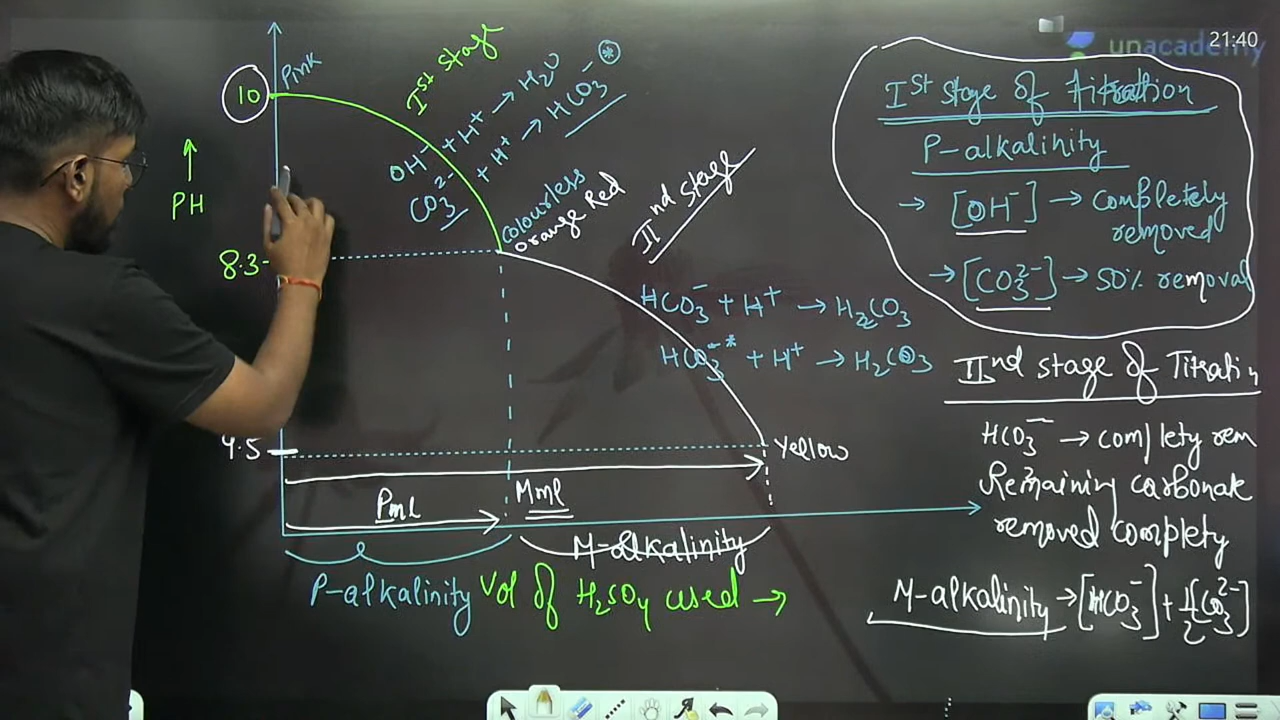 21:40
unacademy
10
Pink
Ist stage
OH⁻ + H⁺ → H₂O
CO₃²⁻ + H⁺ → HCO₃⁻*
↑
PH
Colourless
Orange Red
8.3
IInd stage
HCO₃⁻ + H⁺ → H₂CO₃
HCO₃⁻* + H⁺ → H₂CO₃
4.5
Yellow
Pml
Mml
M-alkalinity
P-alkalinity
Vol of H₂SO₄ used →
Ist stage of titration
P-alkalinity
→ [OH⁻] → completely
removed
→ [CO₃²⁻] → 50% removal
IInd stage of Titratin
HCO₃⁻ → complety rem
Remaining carbonate
removed complety
M-alkalinity → [HCO₃⁻] + 1/2[CO₃²⁻]